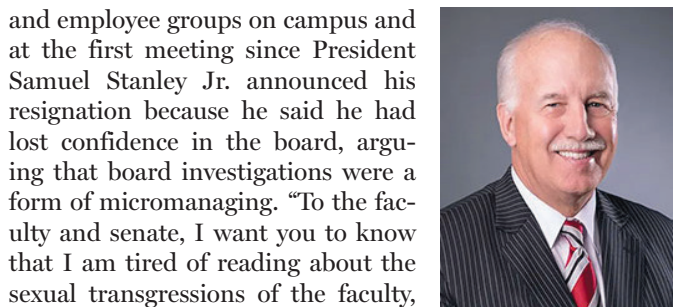 and employee groups on campus and
at the first meeting since President
Samuel Stanley Jr. announced his
resignation because he said he had
lost confidence in the board, argu-
ing that board investigations were a
form of micromanaging. “To the fac-
ulty and senate, I want you to know
that I am tired of reading about the
sexual transgressions of the faculty,